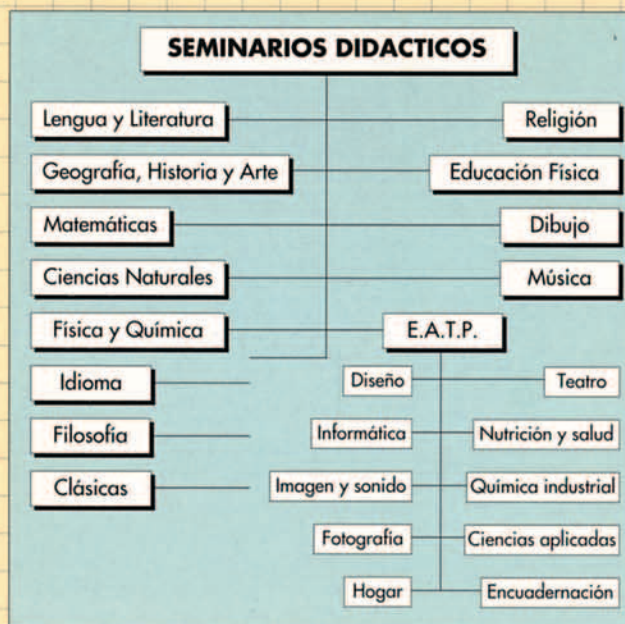 SEMINARIOS DIDACTICOS
Lengua y Literatura
Religión
Geografía, Historia y Arte
Educación Física
Matemáticas
Dibujo
Ciencias Naturales
Música
Física y Química
E.A.T.P.
Idioma
Diseño
Teatro
Filosofía
Informática
Nutrición y salud
Clásicas
Imagen y sonido
Química industrial
Fotografía
Ciencias aplicadas
Hogar
Encuadernación